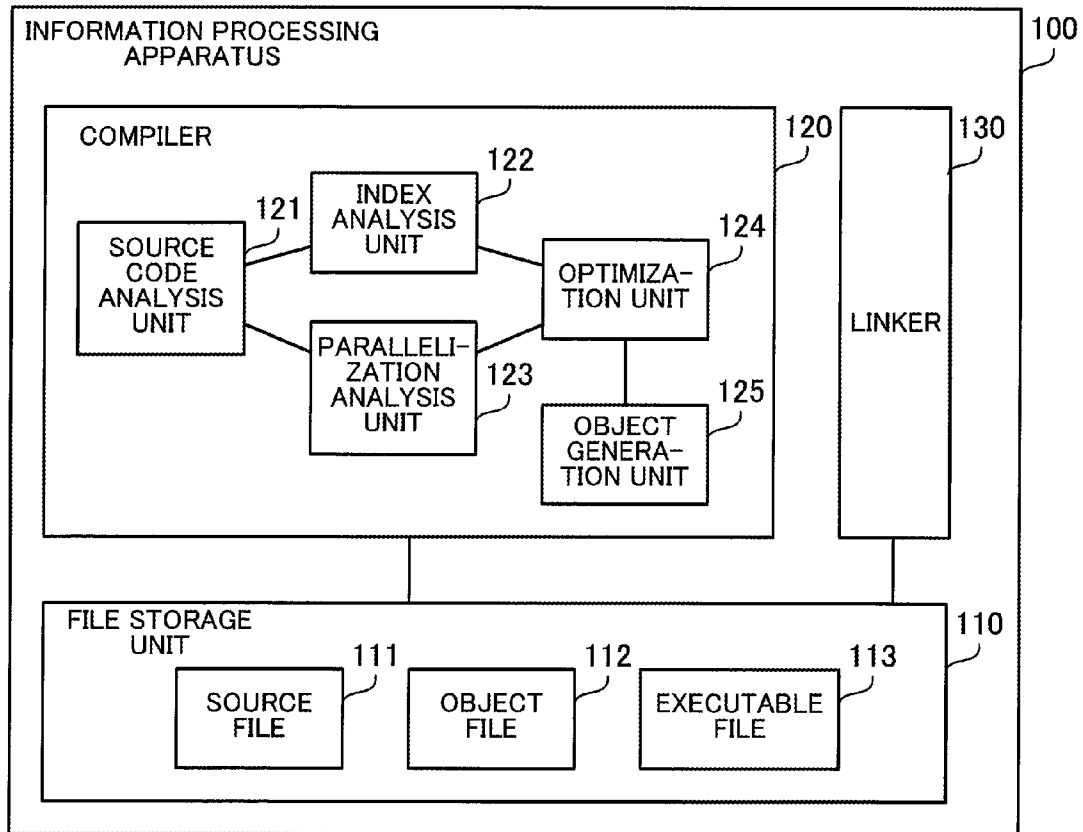 INFORMATION PROCESSING
APPARATUS
100
COMPILER
120
130
122
INDEX
ANALYSIS
UNIT
121
SOURCE
CODE
ANALYSIS
UNIT
124
OPTIMIZA-
TION UNIT
LINKER
PARALLELI-
ZATION
ANALYSIS
UNIT
123
125
OBJECT
GENERA-
TION UNIT
FILE STORAGE
UNIT
110
111
SOURCE
FILE
112
OBJECT
FILE
113
EXECUTABLE
FILE